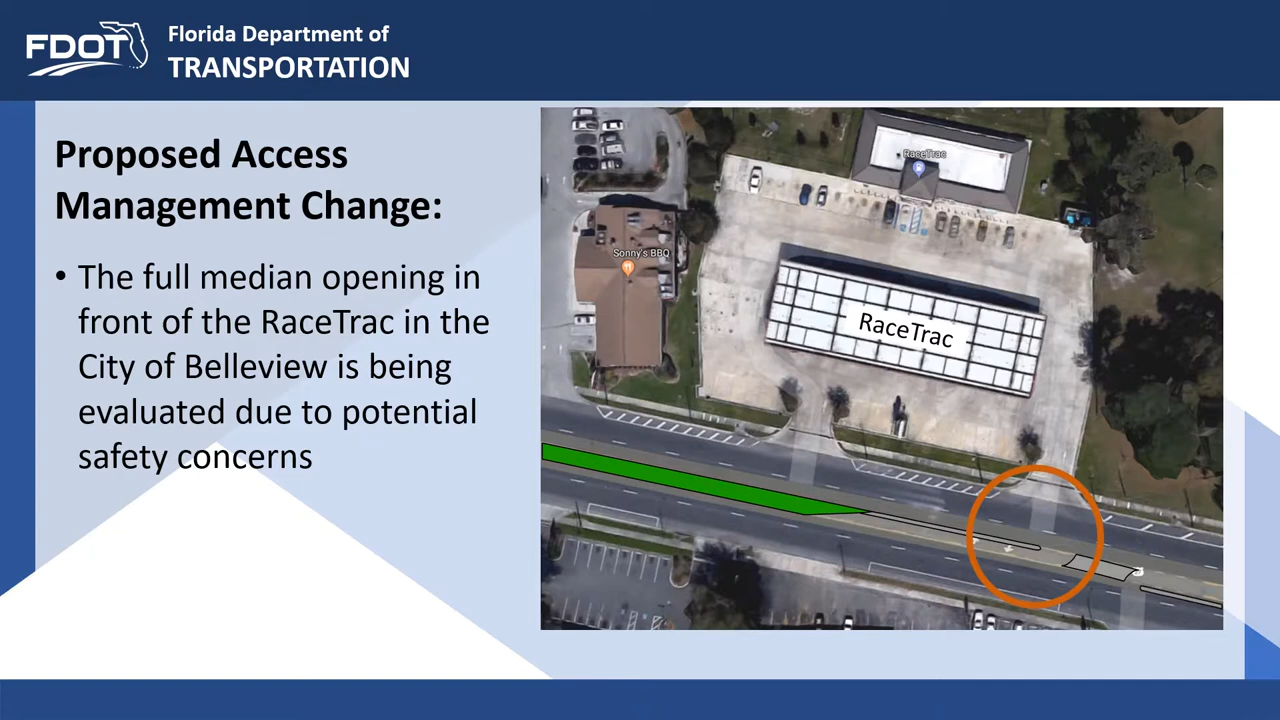 FDOT
Florida Department of
TRANSPORTATION
Proposed Access
Management Change:
• The full median opening in
front of the RaceTrac in the
City of Belleview is being
evaluated due to potential
safety concerns
RaceTrac
Sonny's BBQ
RaceTrac